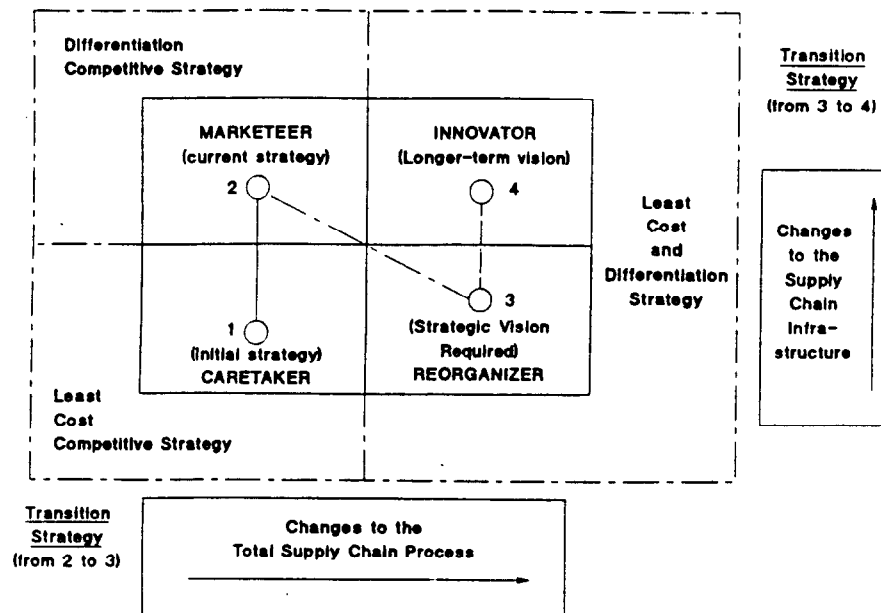 Differentiation
Competitive Strategy
Transition
Strategy
(from 3 to 4)
MARKETEER
(current strategy)
2
INNOVATOR
(Longer-term vision)
4
Least
Cost
and
Differentiation
Strategy
Changes
to the
Supply
Chain
Infra-
structure
1
(Initial strategy)
CARETAKER
3
(Strategic Vision
Required)
REORGANIZER
Least
Cost
Competitive Strategy
Transition
Strategy
(from 2 to 3)
Changes to the
Total Supply Chain Process